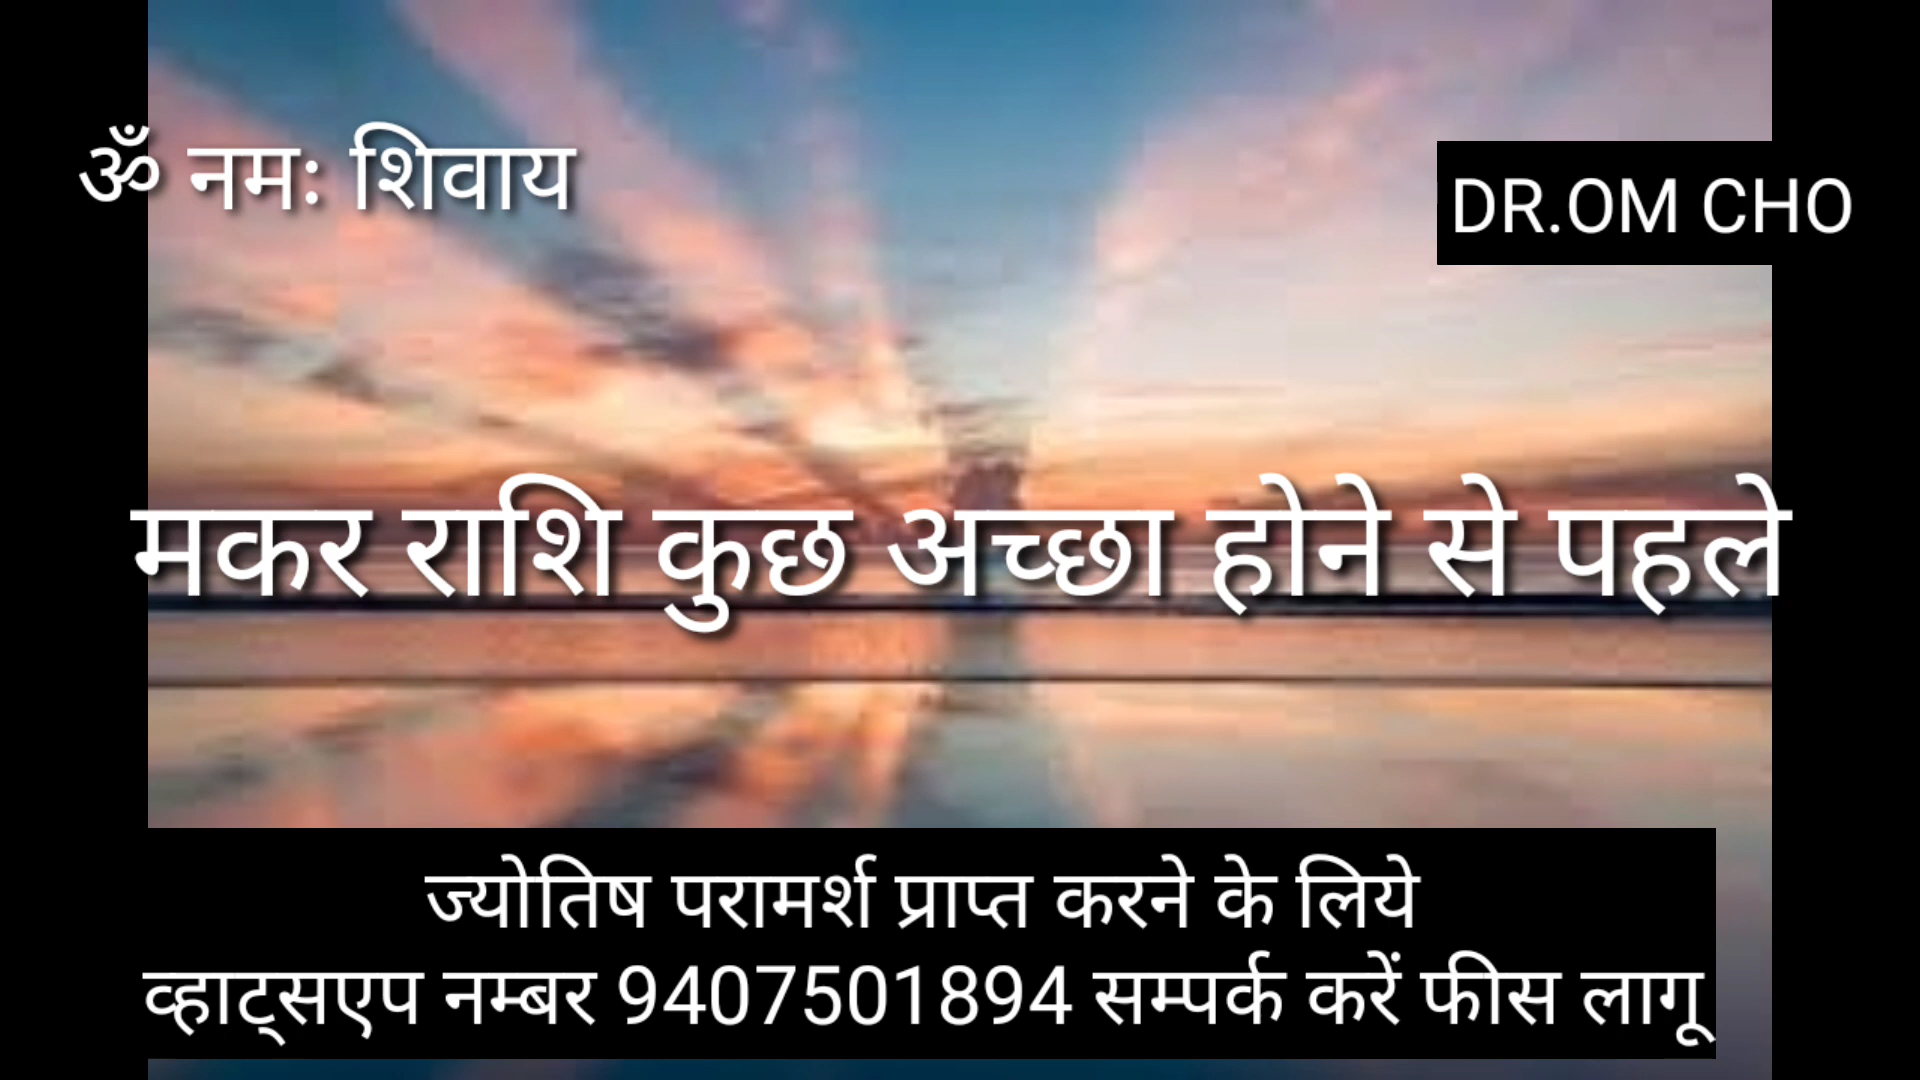 ॐ नमः शिवाय
DR.OM CHO
मकर राशि कुछ अच्छा होने से पहले
ज्योतिष परामर्श प्राप्त करने के लिये
व्हाट्सएप नम्बर 9407501894 सम्पर्क करें फीस लागू